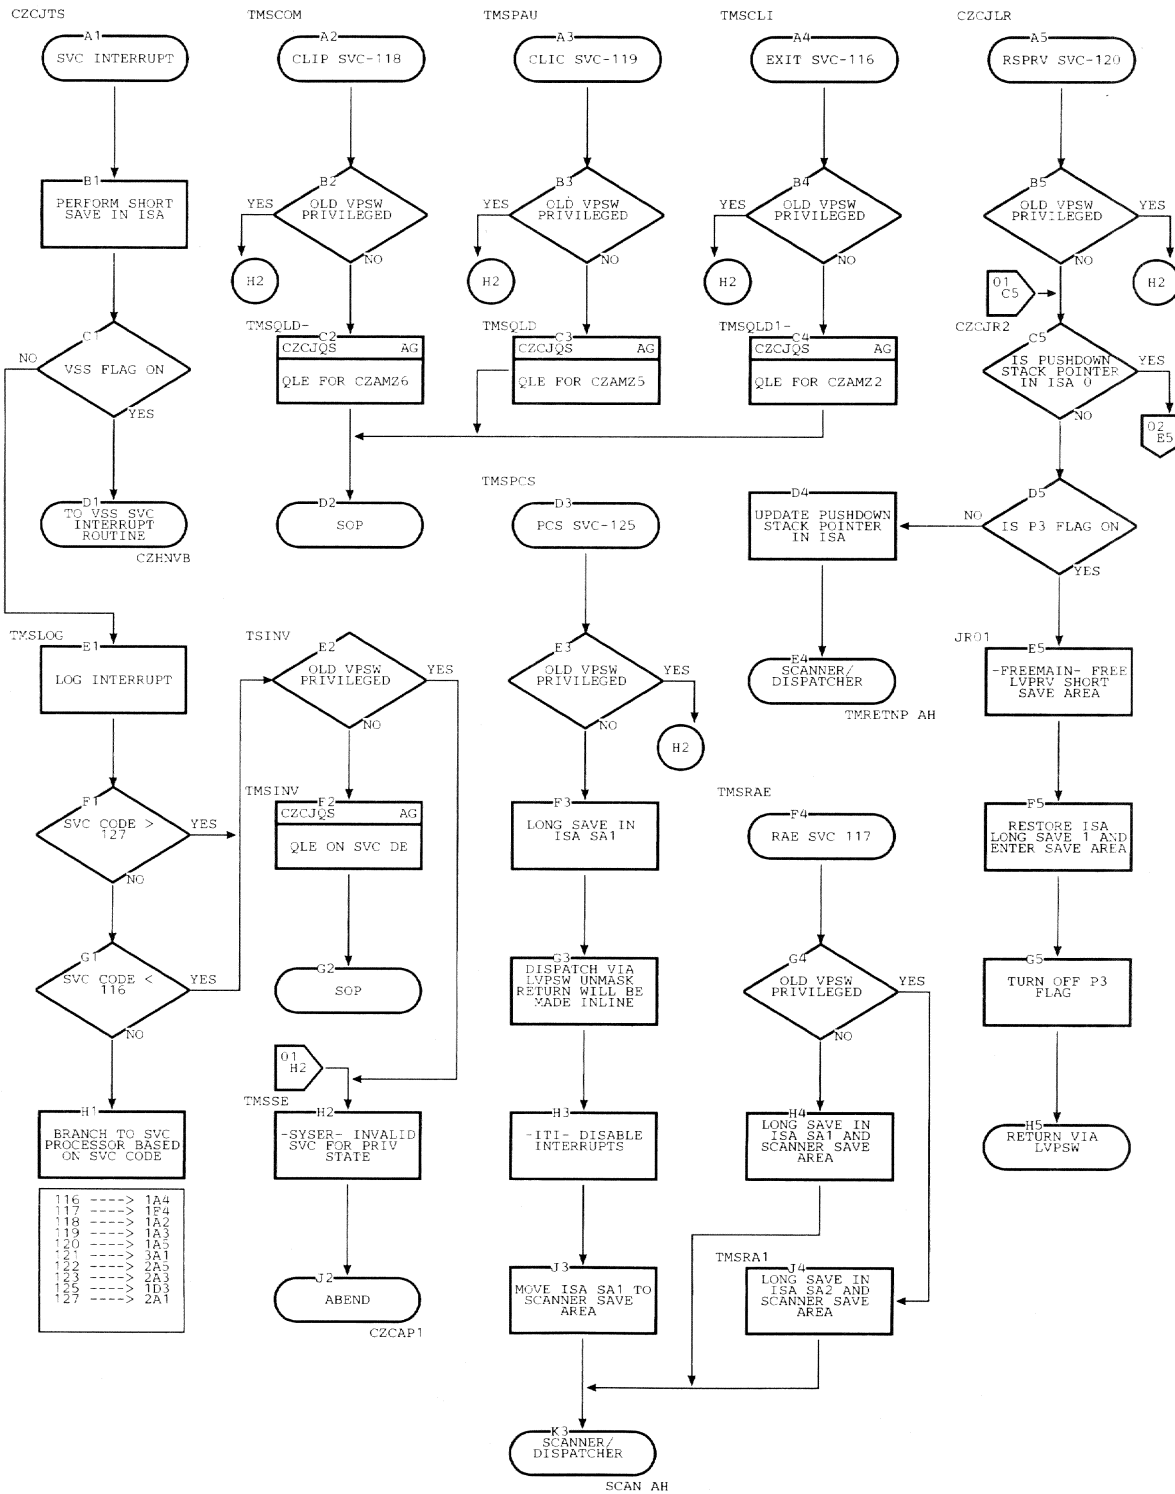 CZCJTS
A1
SVC INTERRUPT
B1
PERFORM SHORT
SAVE IN ISA
C1
VSS FLAG ON
NO
YES
D1
TO VSS SVC
INTERRUPT
ROUTINE
CZHNVB
TMSLOG
E1
LOG INTERRUPT
F1
SVC CODE >
127
YES
NO
G1
SVC CODE <
116
YES
NO
H1
BRANCH TO SVC
PROCESSOR BASED
ON SVC CODE
116 ----> 1A4
117 ----> 1F4
118 ----> 1A2
119 ----> 1A3
120 ----> 1A5
121 ----> 3A1
122 ----> 2A5
123 ----> 2A3
125 ----> 1D3
127 ----> 2A1
TMSCOM
A2
CLIP SVC-118
B2
OLD VPSW
PRIVILEGED
YES
NO
H2
TMSQLD-
C2
CZCJQS AG
QLE FOR CZAMZ6
D2
SOP
TSINV
E2
OLD VPSW
PRIVILEGED
YES
NO
TMSINV
F2
CZCJQS AG
QLE ON SVC DE
G2
SOP
01
H2
TMSSE
H2
-SYSER- INVALID
SVC FOR PRIV
STATE
J2
ABEND
CZCAP1
TMSPAU
A3
CLIC SVC-119
B3
OLD VPSW
PRIVILEGED
YES
NO
H2
TMSQLD
C3
CZCJQS AG
QLE FOR CZAMZ5
TMSPCS
D3
PCS SVC-125
E3
OLD VPSW
PRIVILEGED
YES
NO
H2
F3
LONG SAVE IN
ISA SA1
G3
DISPATCH VIA
LVPSW UNMASK
RETURN WILL BE
MADE INLINE
H3
-ITI- DISABLE
INTERRUPTS
J3
MOVE ISA SA1 TO
SCANNER SAVE
AREA
K3
SCANNER/
DISPATCHER
SCAN AH
TMSCLI
A4
EXIT SVC-116
B4
OLD VPSW
PRIVILEGED
YES
NO
H2
TMSQLD1-
C4
CZCJQS AG
QLE FOR CZAMZ2
D4
UPDATE PUSHDOWN
STACK POINTER
IN ISA
E4
SCANNER/
DISPATCHER
TMRETNP AH
TMSRAE
F4
RAE SVC 117
G4
OLD VPSW
PRIVILEGED
YES
NO
H4
LONG SAVE IN
ISA SA1 AND
SCANNER SAVE
AREA
TMSRA1
J4
LONG SAVE IN
ISA SA2 AND
SCANNER SAVE
AREA
CZCJLR
A5
RSPRV SVC-120
B5
OLD VPSW
PRIVILEGED
YES
NO
H2
01
C5
CZCJR2
C5
IS PUSHDOWN
STACK POINTER
IN ISA 0
YES
NO
02
E5
D5
IS P3 FLAG ON
NO
YES
JR01
E5
-FREEMAIN- FREE
LVPRV SHORT
SAVE AREA
F5
RESTORE ISA
LONG SAVE 1 AND
ENTER SAVE AREA
G5
TURN OFF P3
FLAG
H5
RETURN VIA
LVPSW